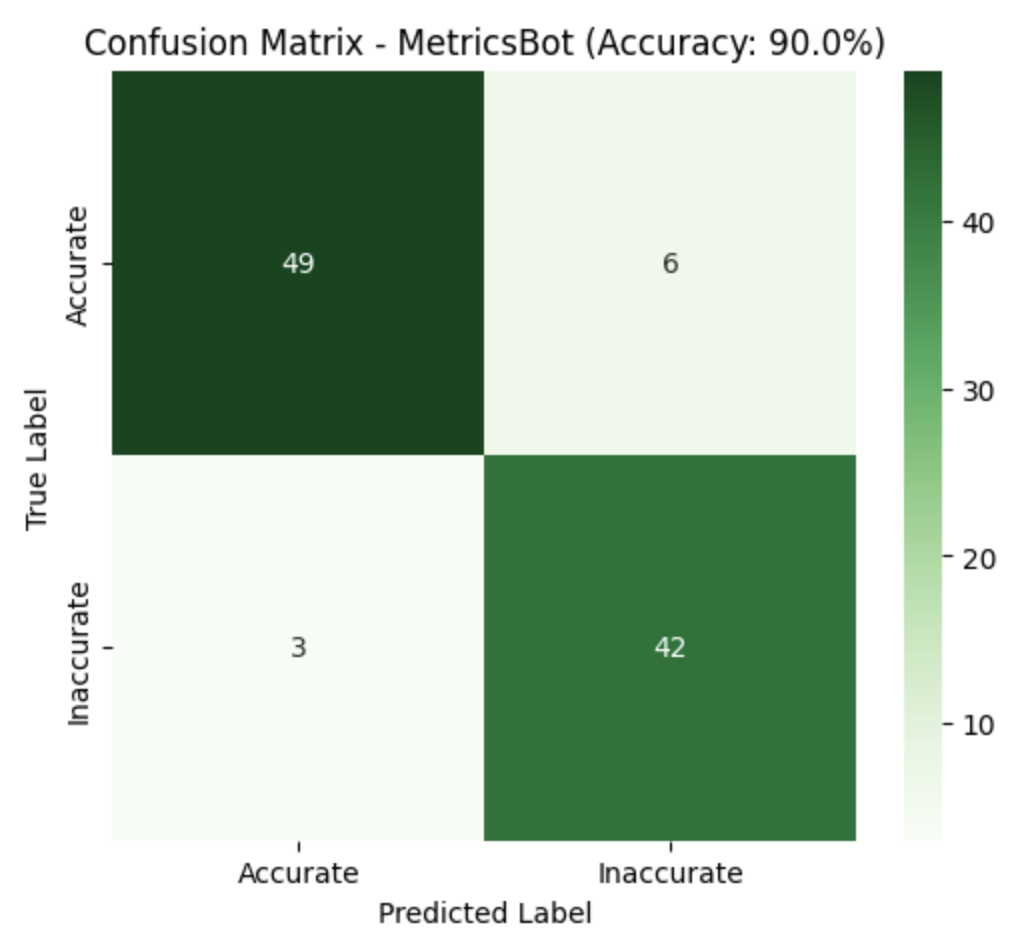 Confusion Matrix - MetricsBot (Accuracy: 90.0%)
True Label
Accurate
Inaccurate
49
6
3
42
Accurate
Inaccurate
Predicted Label
40
30
20
10